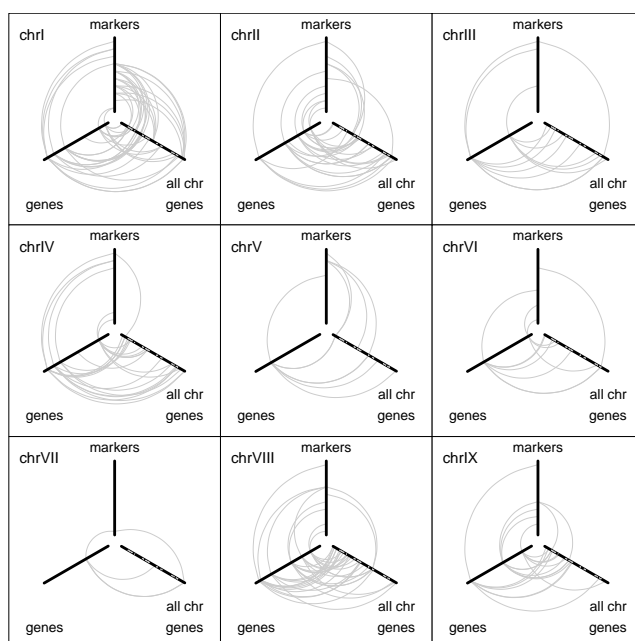 chrI
markers
genes
all chr
genes
chrII
markers
genes
all chr
genes
chrIII
markers
genes
all chr
genes
chrIV
markers
genes
all chr
genes
chrV
markers
genes
all chr
genes
chrVI
markers
genes
all chr
genes
chrVII
markers
genes
all chr
genes
chrVIII
markers
genes
all chr
genes
chrIX
markers
genes
all chr
genes